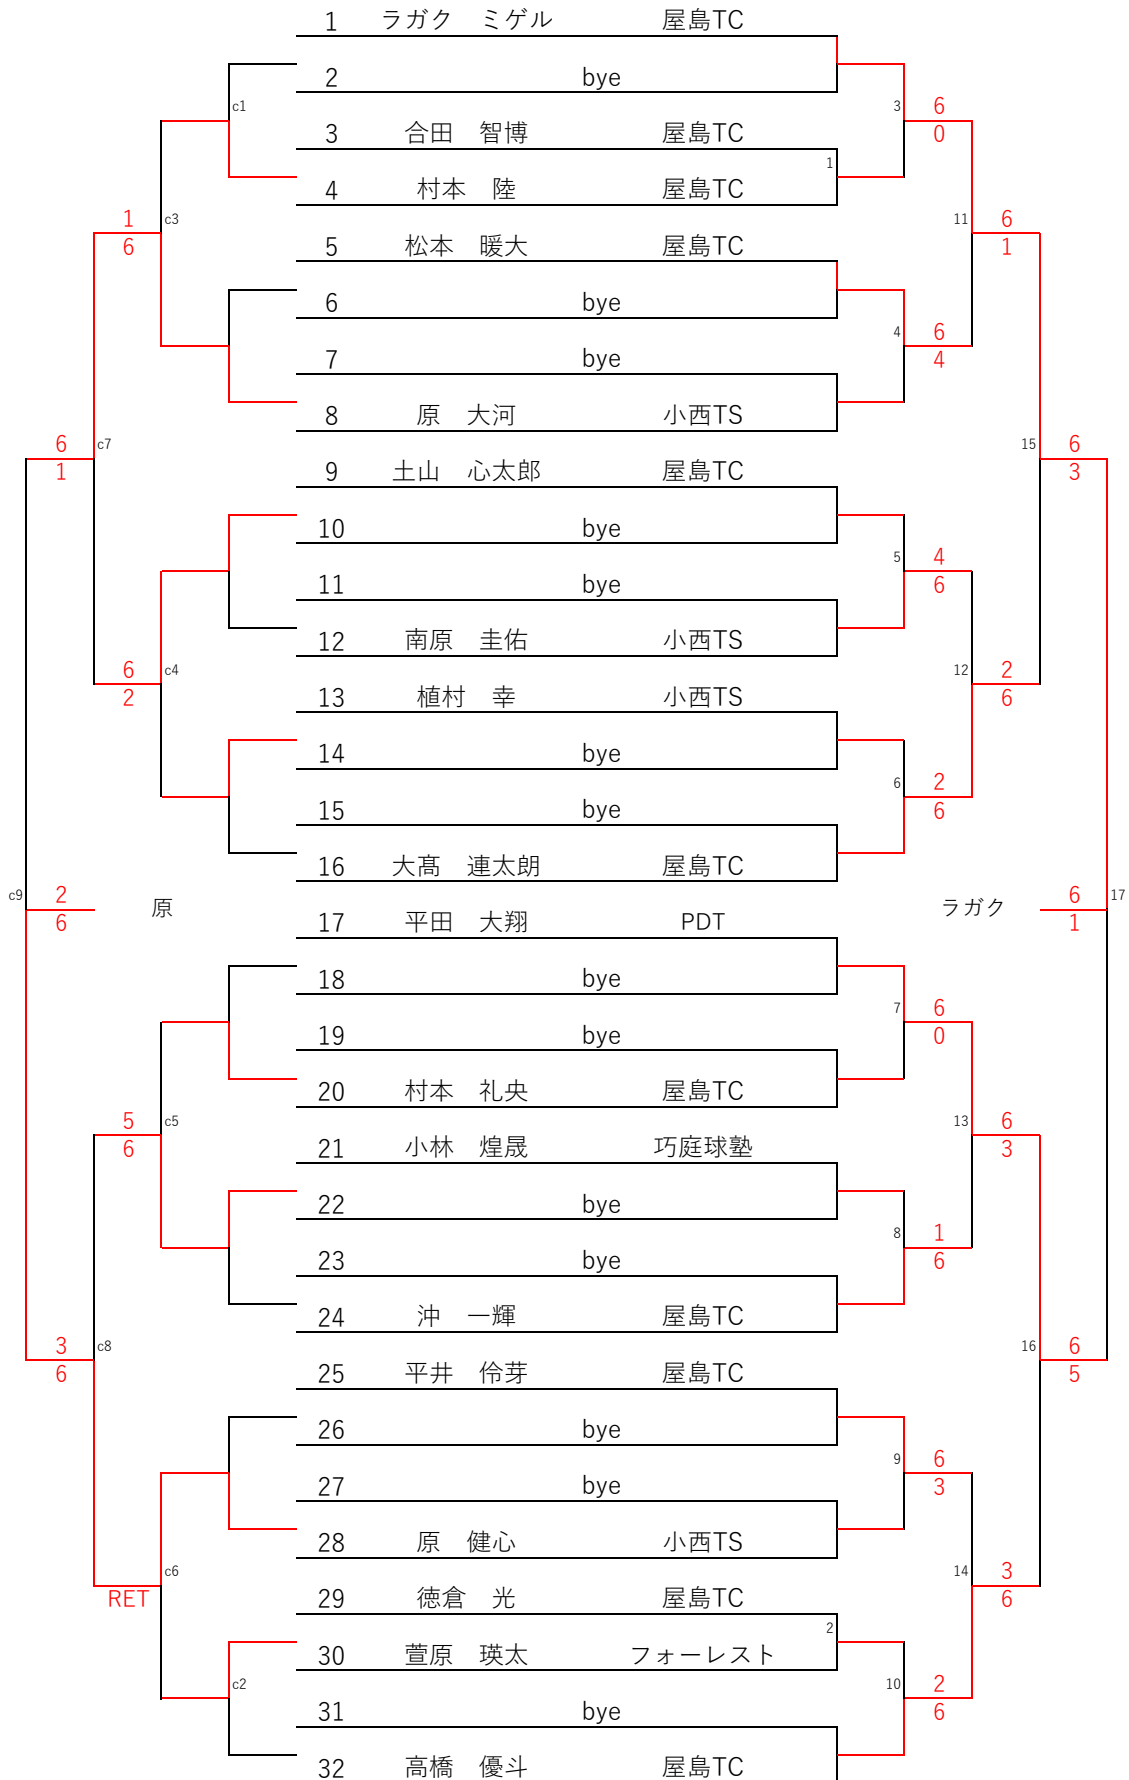 1 ラガク　ミゲル 屋島TC
2 bye
c1 3 6
3 合田　智博 屋島TC 0
1
4 村本　陸 屋島TC
1 c3 11 6
6 5 松本　暖大 屋島TC 1
6 bye
4 6
7 bye 4
8 原　大河 小西TS
6 c7 15 6
1 9 土山　心太郎 屋島TC 3
10 bye
5 4
11 bye 6
12 南原　圭佑 小西TS
6 c4 12 2
2 13 植村　幸 小西TS 6
14 bye
6 2
15 bye 6
16 大髙　連太朗 屋島TC
c9 2 原 ラガク 6 17
6 17 平田　大翔 PDT 1
18 bye
7 6
19 bye 0
20 村本　礼央 屋島TC
5 c5 13 6
6 21 小林　煌晟 巧庭球塾 3
22 bye
8 1
23 bye 6
24 沖　一輝 屋島TC
3 c8 16 6
6 25 平井　伶芽 屋島TC 5
26 bye
9 6
27 bye 3
28 原　健心 小西TS
c6 14 3
RET 29 徳倉　光 屋島TC 6
2
30 萱原　瑛太 フォーレスト
c2 10 2
31 bye 6
32 高橋　優斗 屋島TC